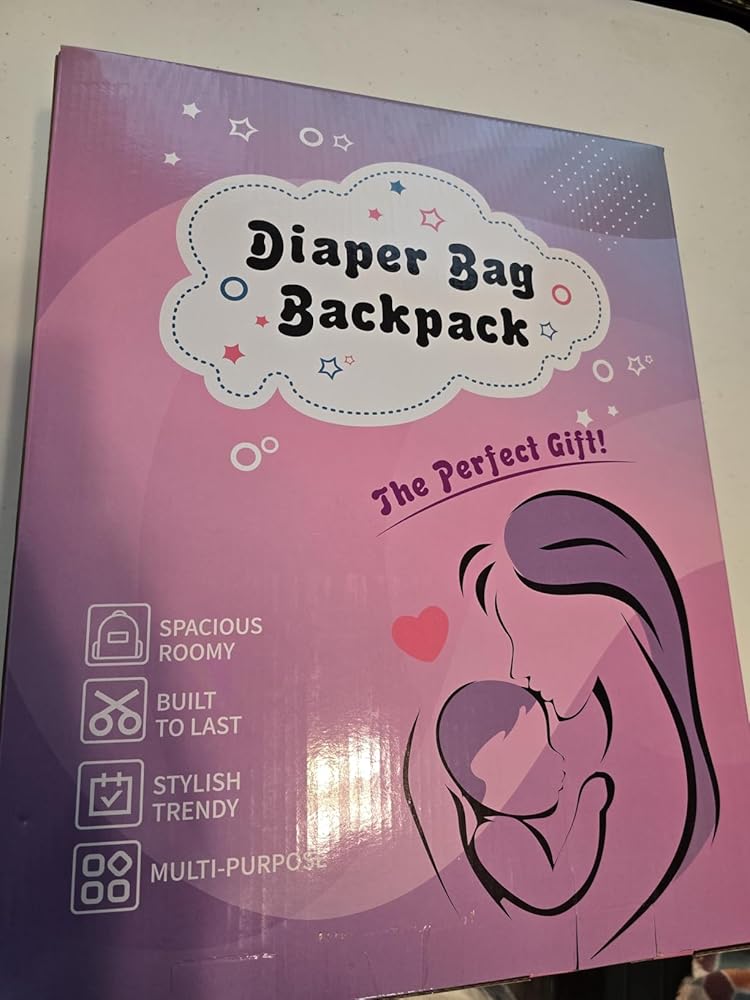 Diaper Bag
Backpack
The Perfect Gift!
SPACIOUS
ROOMY
BUILT
TO LAST
STYLISH
TRENDY
MULTI-PURPOSE